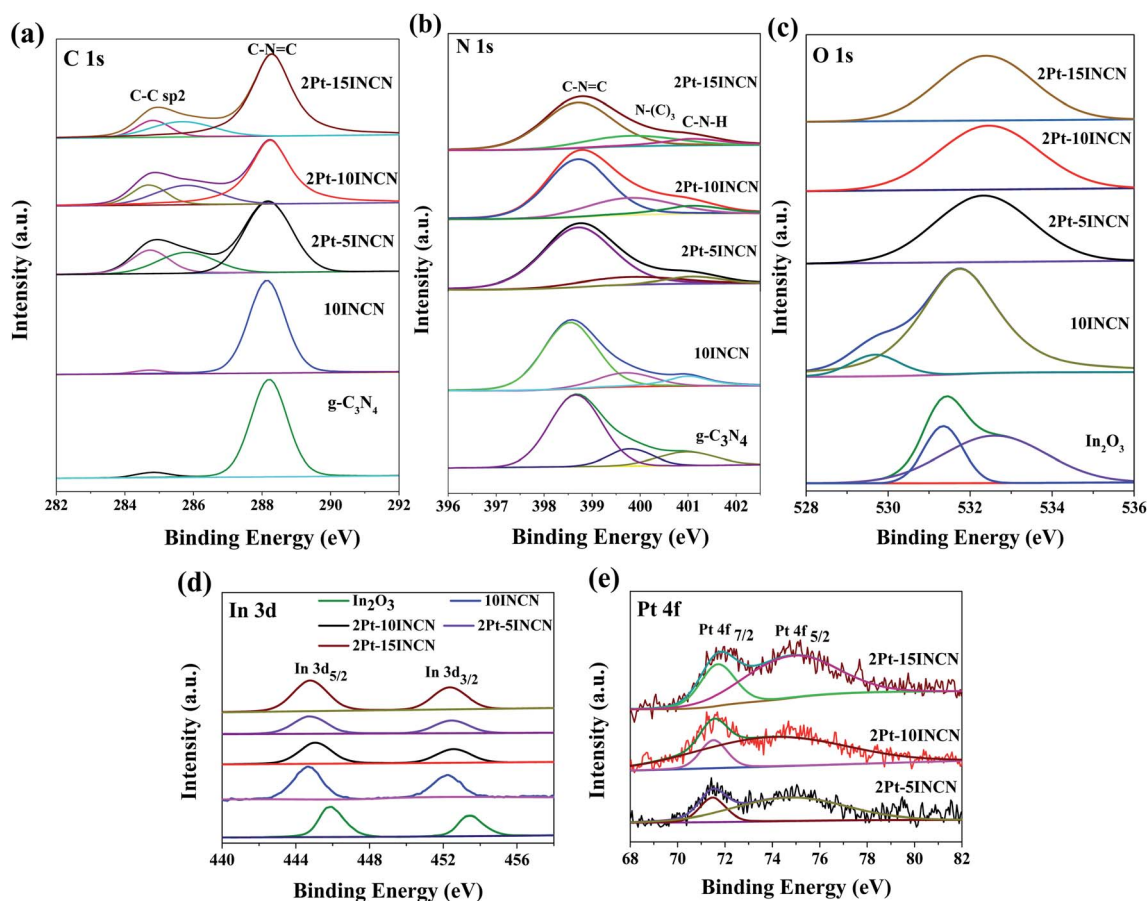 (a)
C 1s
C-N=C
C-C sp2
2Pt-15INCN
2Pt-10INCN
2Pt-5INCN
10INCN
g-C₃N₄
Intensity (a.u.)
282 284 286 288 290 292
Binding Energy (eV)
(b)
N 1s
2Pt-15INCN
C-N=C
N-(C)₃
C-N-H
2Pt-10INCN
2Pt-5INCN
10INCN
g-C₃N₄
Intensity (a.u.)
396 397 398 399 400 401 402
Binding Energy (eV)
(c)
O 1s
2Pt-15INCN
2Pt-10INCN
2Pt-5INCN
10INCN
In₂O₃
Intensity (a.u.)
528 530 532 534 536
Binding Energy (eV)
(d)
In 3d
In₂O₃ 10INCN
2Pt-10INCN 2Pt-5INCN
2Pt-15INCN
In 3d₅/₂ In 3d₃/₂
Intensity (a.u.)
440 444 448 452 456
Binding Energy (eV)
(e)
Pt 4f
Pt 4f ₇/₂ Pt 4f ₅/₂
2Pt-15INCN
2Pt-10INCN
2Pt-5INCN
Intensity (a.u.)
68 70 72 74 76 78 80 82
Binding Energy (eV)